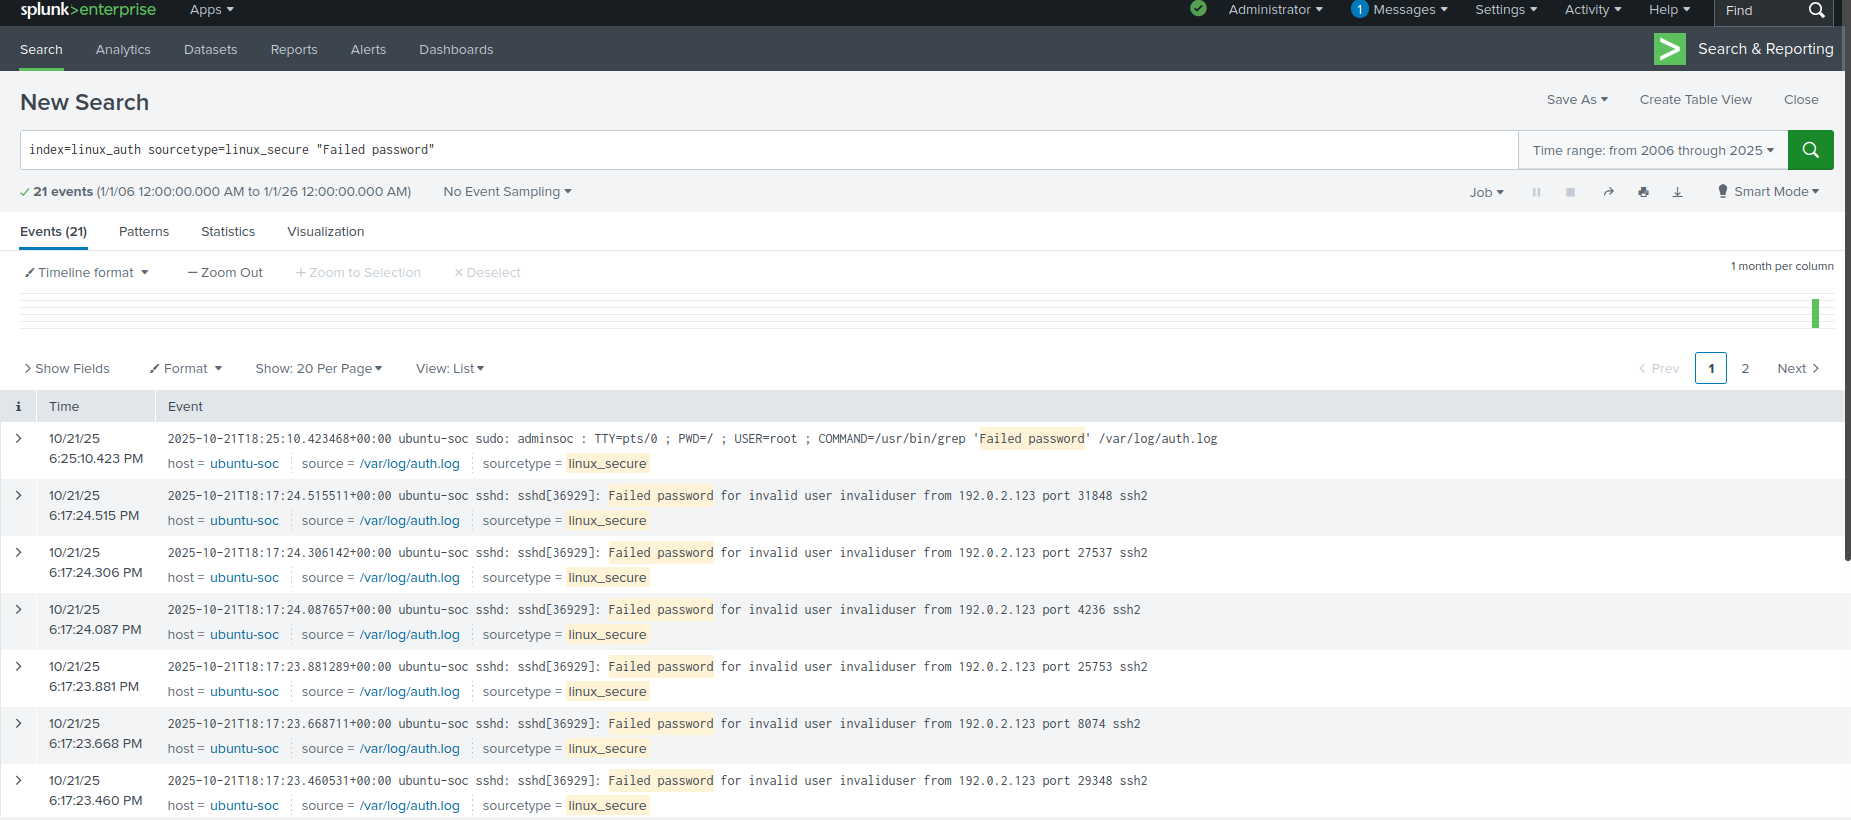 splunk>enterprise Apps Administrator 1 Messages Settings Activity Help Find
Search Analytics Datasets Reports Alerts Dashboards > Search & Reporting
New Search Save As Create Table View Close
index=linux_auth sourcetype=linux_secure "Failed password" Time range: from 2006 through 2025
21 events (1/1/06 12:00:00.000 AM to 1/1/26 12:00:00.000 AM) No Event Sampling Job Smart Mode
Events (21) Patterns Statistics Visualization
Timeline format — Zoom Out + Zoom to Selection × Deselect 1 month per column
> Show Fields Format Show: 20 Per Page View: List < Prev 1 2 Next >
i Time Event
> 10/21/25 2025-10-21T18:25:10.423468+00:00 ubuntu-soc sudo: adminsoc : TTY=pts/0 ; PWD=/ ; USER=root ; COMMAND=/usr/bin/grep 'Failed password' /var/log/auth.log
6:25:10.423 PM host = ubuntu-soc source = /var/log/auth.log sourcetype = linux_secure
> 10/21/25 2025-10-21T18:17:24.515511+00:00 ubuntu-soc sshd: sshd[36929]: Failed password for invalid user invaliduser from 192.0.2.123 port 31848 ssh2
6:17:24.515 PM host = ubuntu-soc source = /var/log/auth.log sourcetype = linux_secure
> 10/21/25 2025-10-21T18:17:24.306142+00:00 ubuntu-soc sshd: sshd[36929]: Failed password for invalid user invaliduser from 192.0.2.123 port 27537 ssh2
6:17:24.306 PM host = ubuntu-soc source = /var/log/auth.log sourcetype = linux_secure
> 10/21/25 2025-10-21T18:17:24.087657+00:00 ubuntu-soc sshd: sshd[36929]: Failed password for invalid user invaliduser from 192.0.2.123 port 4236 ssh2
6:17:24.087 PM host = ubuntu-soc source = /var/log/auth.log sourcetype = linux_secure
> 10/21/25 2025-10-21T18:17:23.881289+00:00 ubuntu-soc sshd: sshd[36929]: Failed password for invalid user invaliduser from 192.0.2.123 port 25753 ssh2
6:17:23.881 PM host = ubuntu-soc source = /var/log/auth.log sourcetype = linux_secure
> 10/21/25 2025-10-21T18:17:23.668711+00:00 ubuntu-soc sshd: sshd[36929]: Failed password for invalid user invaliduser from 192.0.2.123 port 8074 ssh2
6:17:23.668 PM host = ubuntu-soc source = /var/log/auth.log sourcetype = linux_secure
> 10/21/25 2025-10-21T18:17:23.460531+00:00 ubuntu-soc sshd: sshd[36929]: Failed password for invalid user invaliduser from 192.0.2.123 port 29348 ssh2
6:17:23.460 PM host = ubuntu-soc source = /var/log/auth.log sourcetype = linux_secure